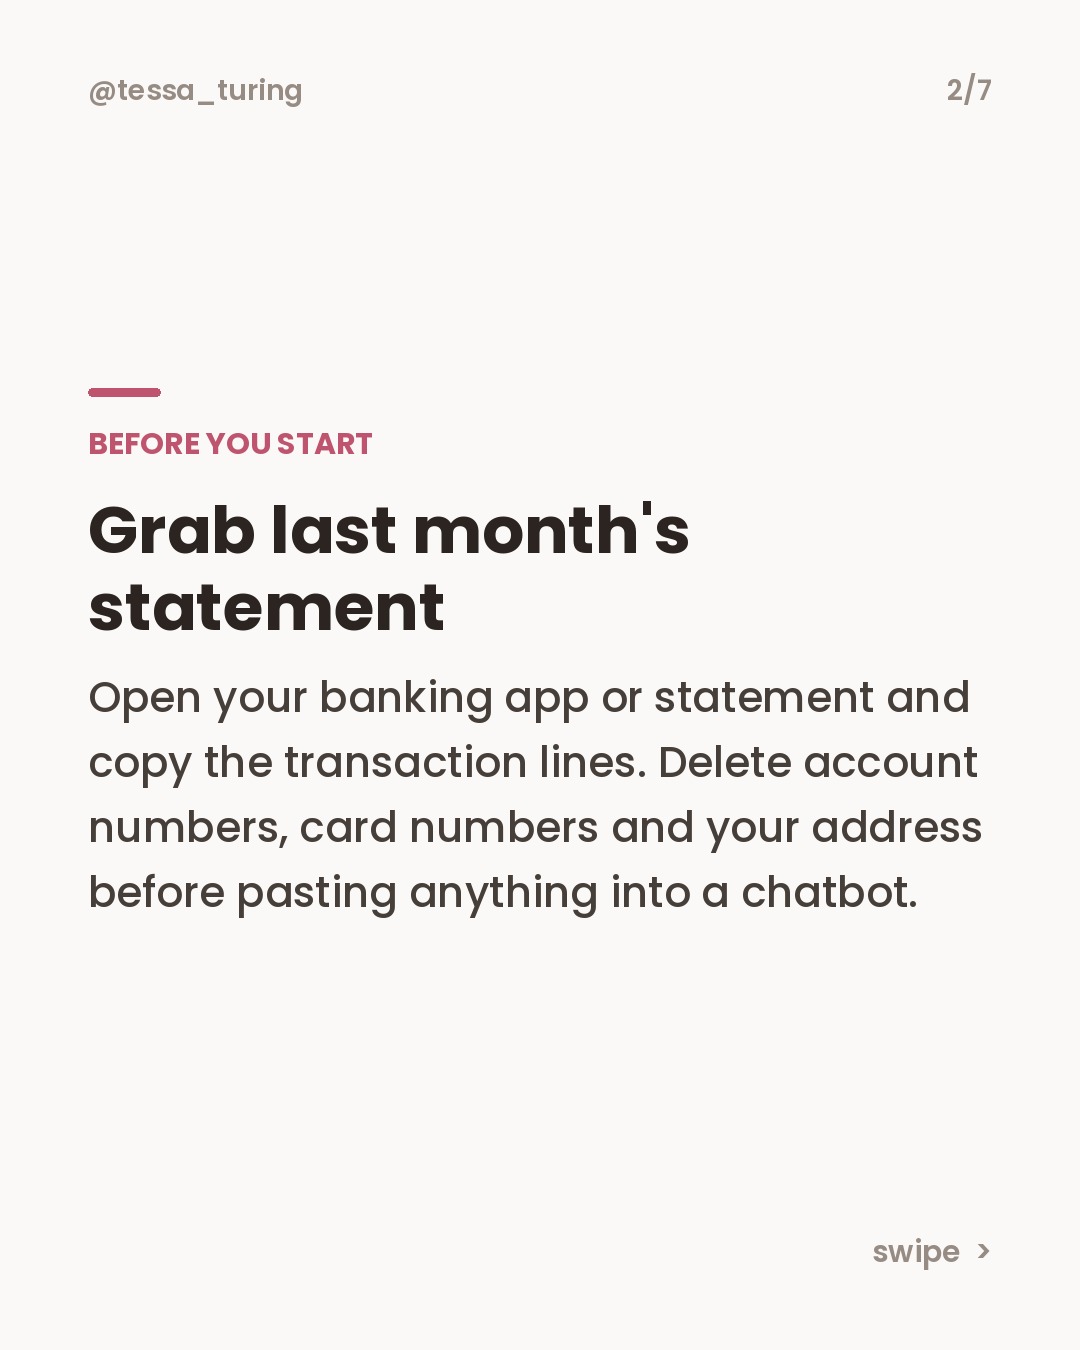 @tessa_turing
2/7
BEFORE YOU START
Grab last month's
statement
Open your banking app or statement and
copy the transaction lines. Delete account
numbers, card numbers and your address
before pasting anything into a chatbot.
swipe >